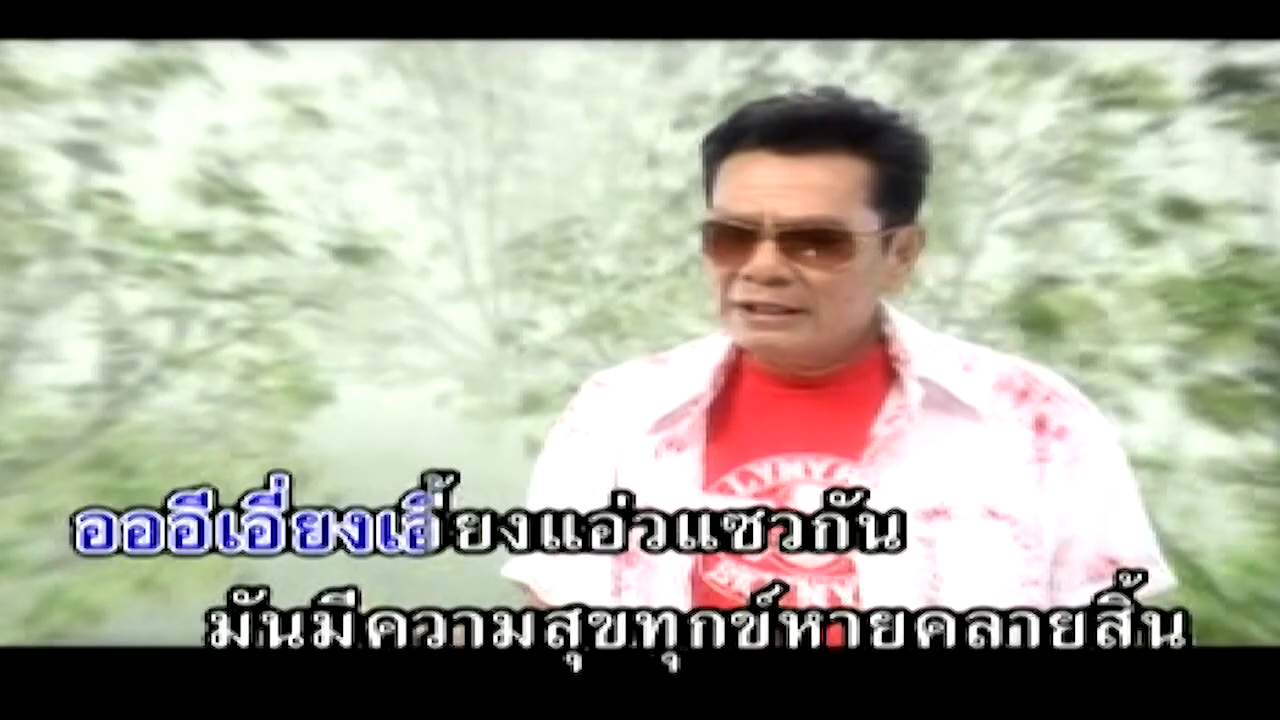 อออีเอี่ยงเอี้ยงแอ่วแซวกัน
มันมีความสุขทุกข์หายคลายสิ้น